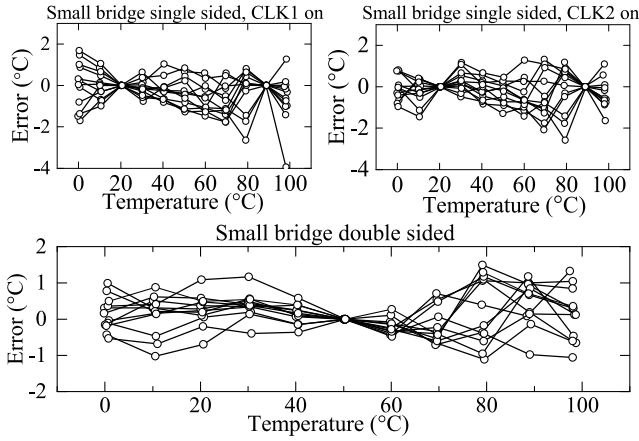 Small bridge single sided, CLK1 on
2
0
-2
-4
Error (°C)
0 20 40 60 80 100
Temperature (°C)
Small bridge single sided, CLK2 on
2
0
-2
-4
Error (°C)
0 20 40 60 80 100
Temperature (°C)
Small bridge double sided
2
1
0
-1
-2
Error (°C)
0 20 40 60 80 100
Temperature (°C)